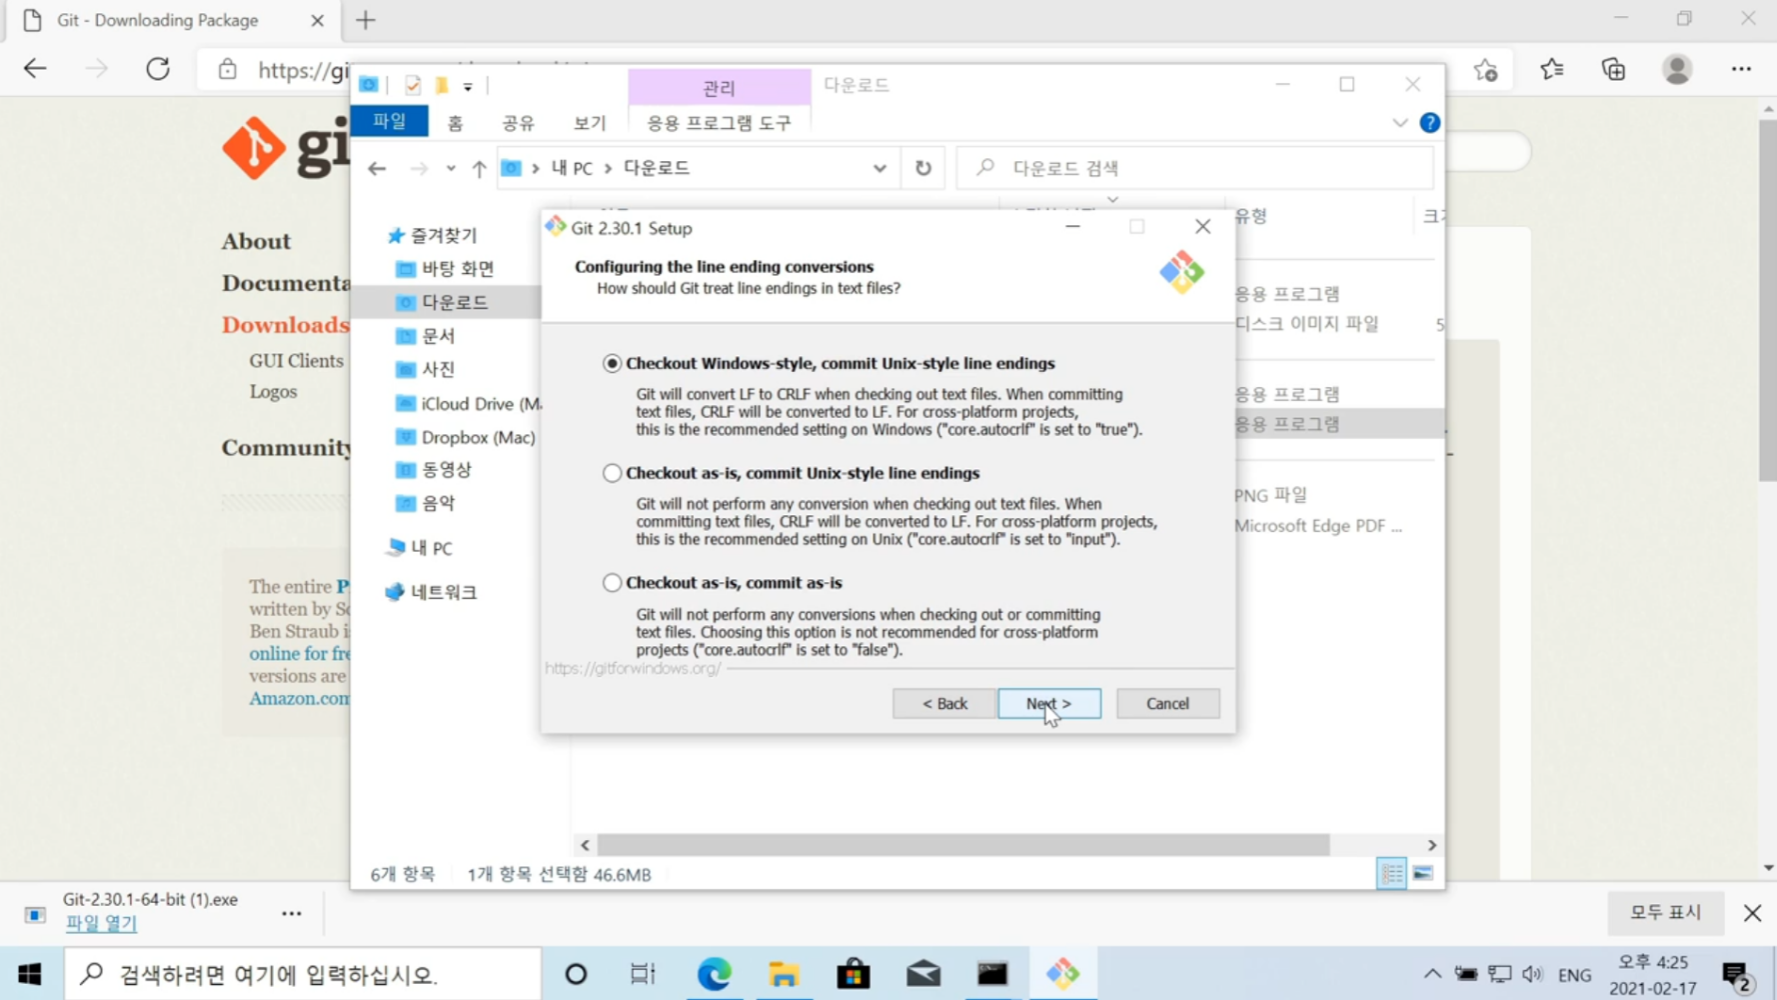 Git - Downloading Package
https://gi
관리
다운로드
파일
홈
공유
보기
응용 프로그램 도구
내 PC
다운로드
다운로드 검색
gi
About
Documenta
Downloads
GUI Clients
Logos
Community
The entire P
written by Sc
Ben Straub i
online for fre
versions are
Amazon.com
즐겨찾기
바탕 화면
다운로드
문서
사진
iCloud Drive (M
Dropbox (Mac)
동영상
음악
내 PC
네트워크
유형
크
응용 프로그램
디스크 이미지 파일
5
응용 프로그램
응용 프로그램
PNG 파일
Microsoft Edge PDF ...
Git 2.30.1 Setup
Configuring the line ending conversions
How should Git treat line endings in text files?
Checkout Windows-style, commit Unix-style line endings
Git will convert LF to CRLF when checking out text files. When committing
text files, CRLF will be converted to LF. For cross-platform projects,
this is the recommended setting on Windows ("core.autocrlf" is set to "true").
Checkout as-is, commit Unix-style line endings
Git will not perform any conversion when checking out text files. When
committing text files, CRLF will be converted to LF. For cross-platform projects,
this is the recommended setting on Unix ("core.autocrlf" is set to "input").
Checkout as-is, commit as-is
Git will not perform any conversions when checking out or committing
text files. Choosing this option is not recommended for cross-platform
projects ("core.autocrlf" is set to "false").
https://gitforwindows.org/
< Back
Next >
Cancel
6개 항목
1개 항목 선택함 46.6MB
Git-2.30.1-64-bit (1).exe
파일 열기
모두 표시
검색하려면 여기에 입력하십시오.
ENG
오후 4:25
2021-02-17
2